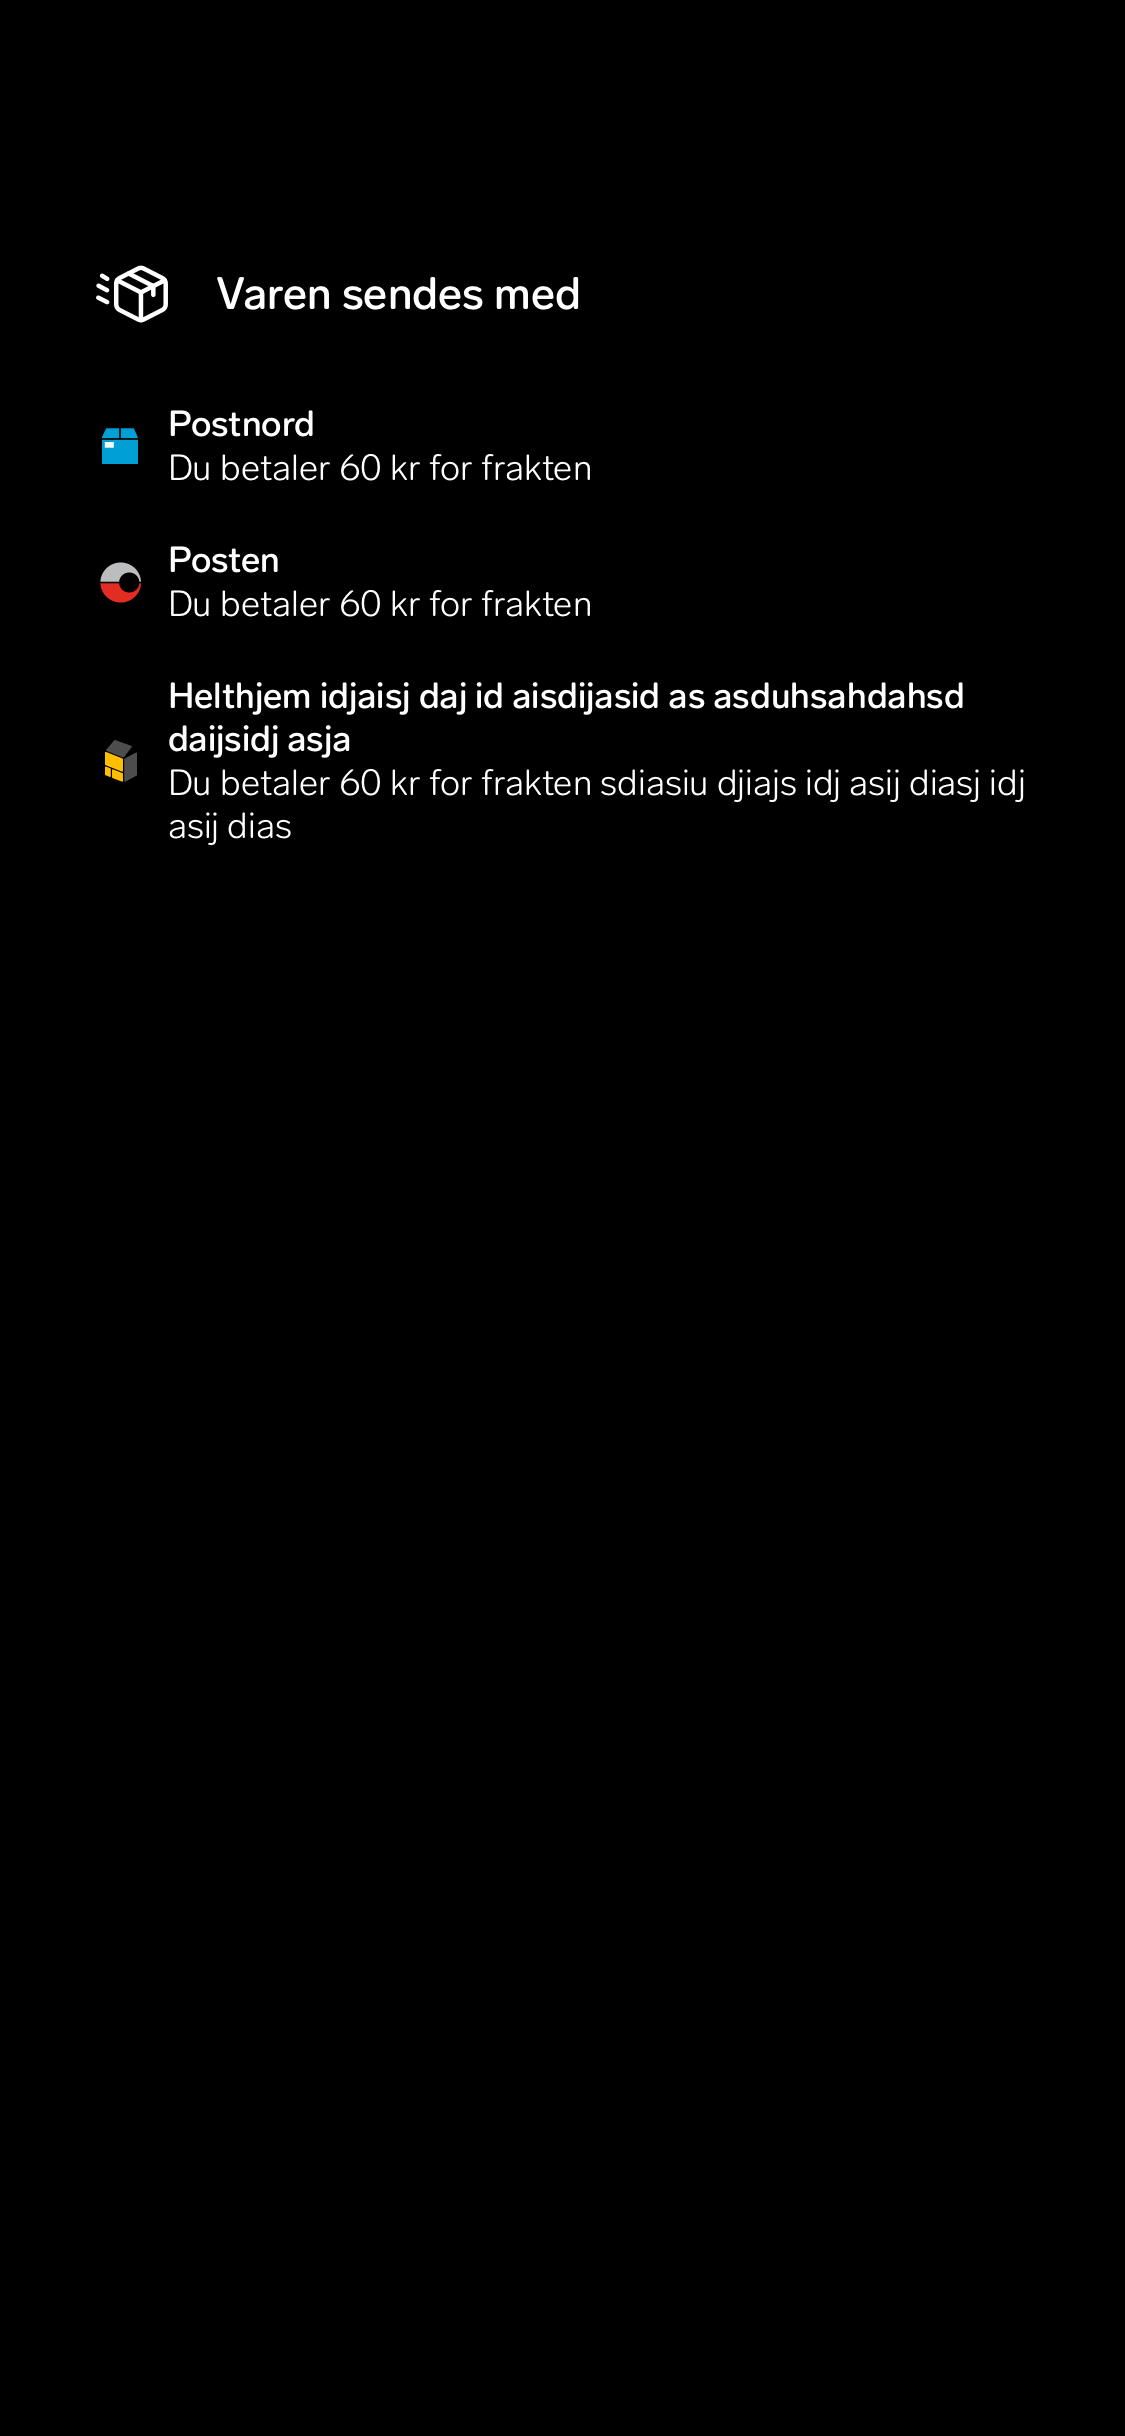 Varen sendes med
Postnord
Du betaler 60 kr for frakten
Posten
Du betaler 60 kr for frakten
Helthjem idjaisj daj id aisdijasid as asduhsahdahsd
daijsidj asja
Du betaler 60 kr for frakten sdiasiu djiajs idj asij diasj idj
asij dias